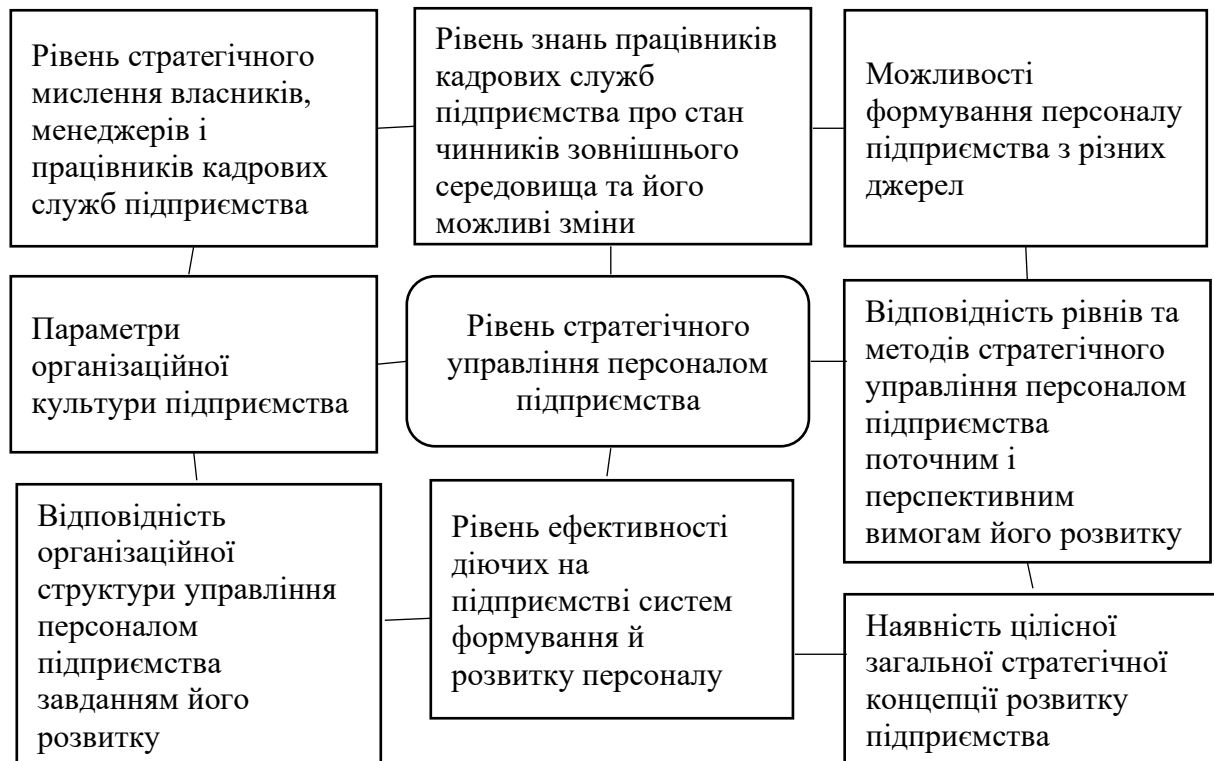 Рівень стратегічного
мислення власників,
менеджерів і
працівників кадрових
служб підприємства
Рівень знань працівників
кадрових служб
підприємства про стан
чинників зовнішнього
середовища та його
можливі зміни
Можливості
формування персоналу
підприємства з різних
джерел
Параметри
організаційної
культури підприємства
Рівень стратегічного
управління персоналом
підприємства
Відповідність рівнів та
методів стратегічного
управління персоналом
підприємства
поточним і
перспективним
вимогам його розвитку
Відповідність
організаційної
структури управління
персоналом
підприємства
завданням його
розвитку
Рівень ефективності
діючих на
підприємстві систем
формування й
розвитку персоналу
Наявність цілісної
загальної стратегічної
концепції розвитку
підприємства